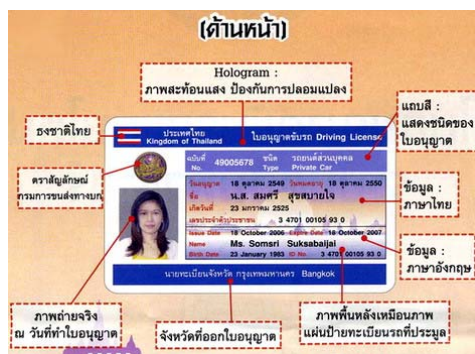 (ด้านหน้า)
Hologram :
ภาพสะท้อนแสง ป้องกันการปลอมแปลง
ธงชาติไทย
แถบสี :
แสดงชนิดของ
ใบอนุญาต
ประเทศไทย ใบอนุญาตขับรถ Driving License
Kingdom of Thailand
ฉบับที่ 49005678 ชนิด รถยนต์ส่วนบุคคล
No. Type Private Car
ตราสัญลักษณ์
กรมการขนส่งทางบก
วันอนุญาต 18 ตุลาคม 2549 วันหมดอายุ 18 ตุลาคม 2550
ชื่อ น.ส. สมศรี สุขสบายใจ
เกิดวันที่ 23 มกราคม 2525
เลขประจำตัวประชาชน 3 4701 00105 93 0
ข้อมูล :
ภาษาไทย
Issue Date 18 October 2006 Expire Date 18 October 2007
Name Ms. Somsri Suksabaijai
Birth Date 23 January 1983 ID No. 3 4701 00105 93 0
ข้อมูล :
ภาษาอังกฤษ
นายทะเบียนจังหวัด กรุงเทพมหานคร Bangkok
ภาพถ่ายจริง
ณ วันที่ทำใบอนุญาต
จังหวัดที่ออกใบอนุญาต
ภาพพื้นหลังเหมือนภาพ
แผ่นป้ายทะเบียนรถที่ประมูล